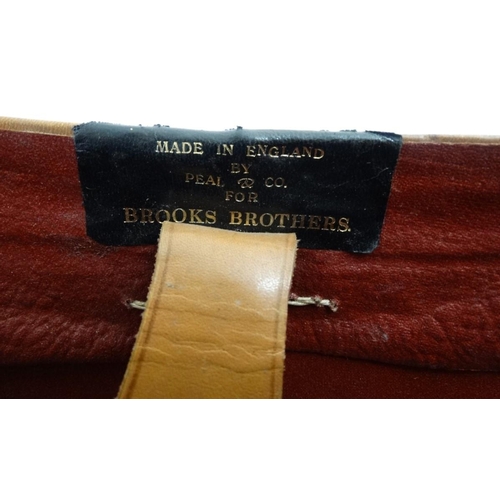 MADE IN ENGLAND
BY
PEAL & CO.
FOR
BROOKS BROTHERS.